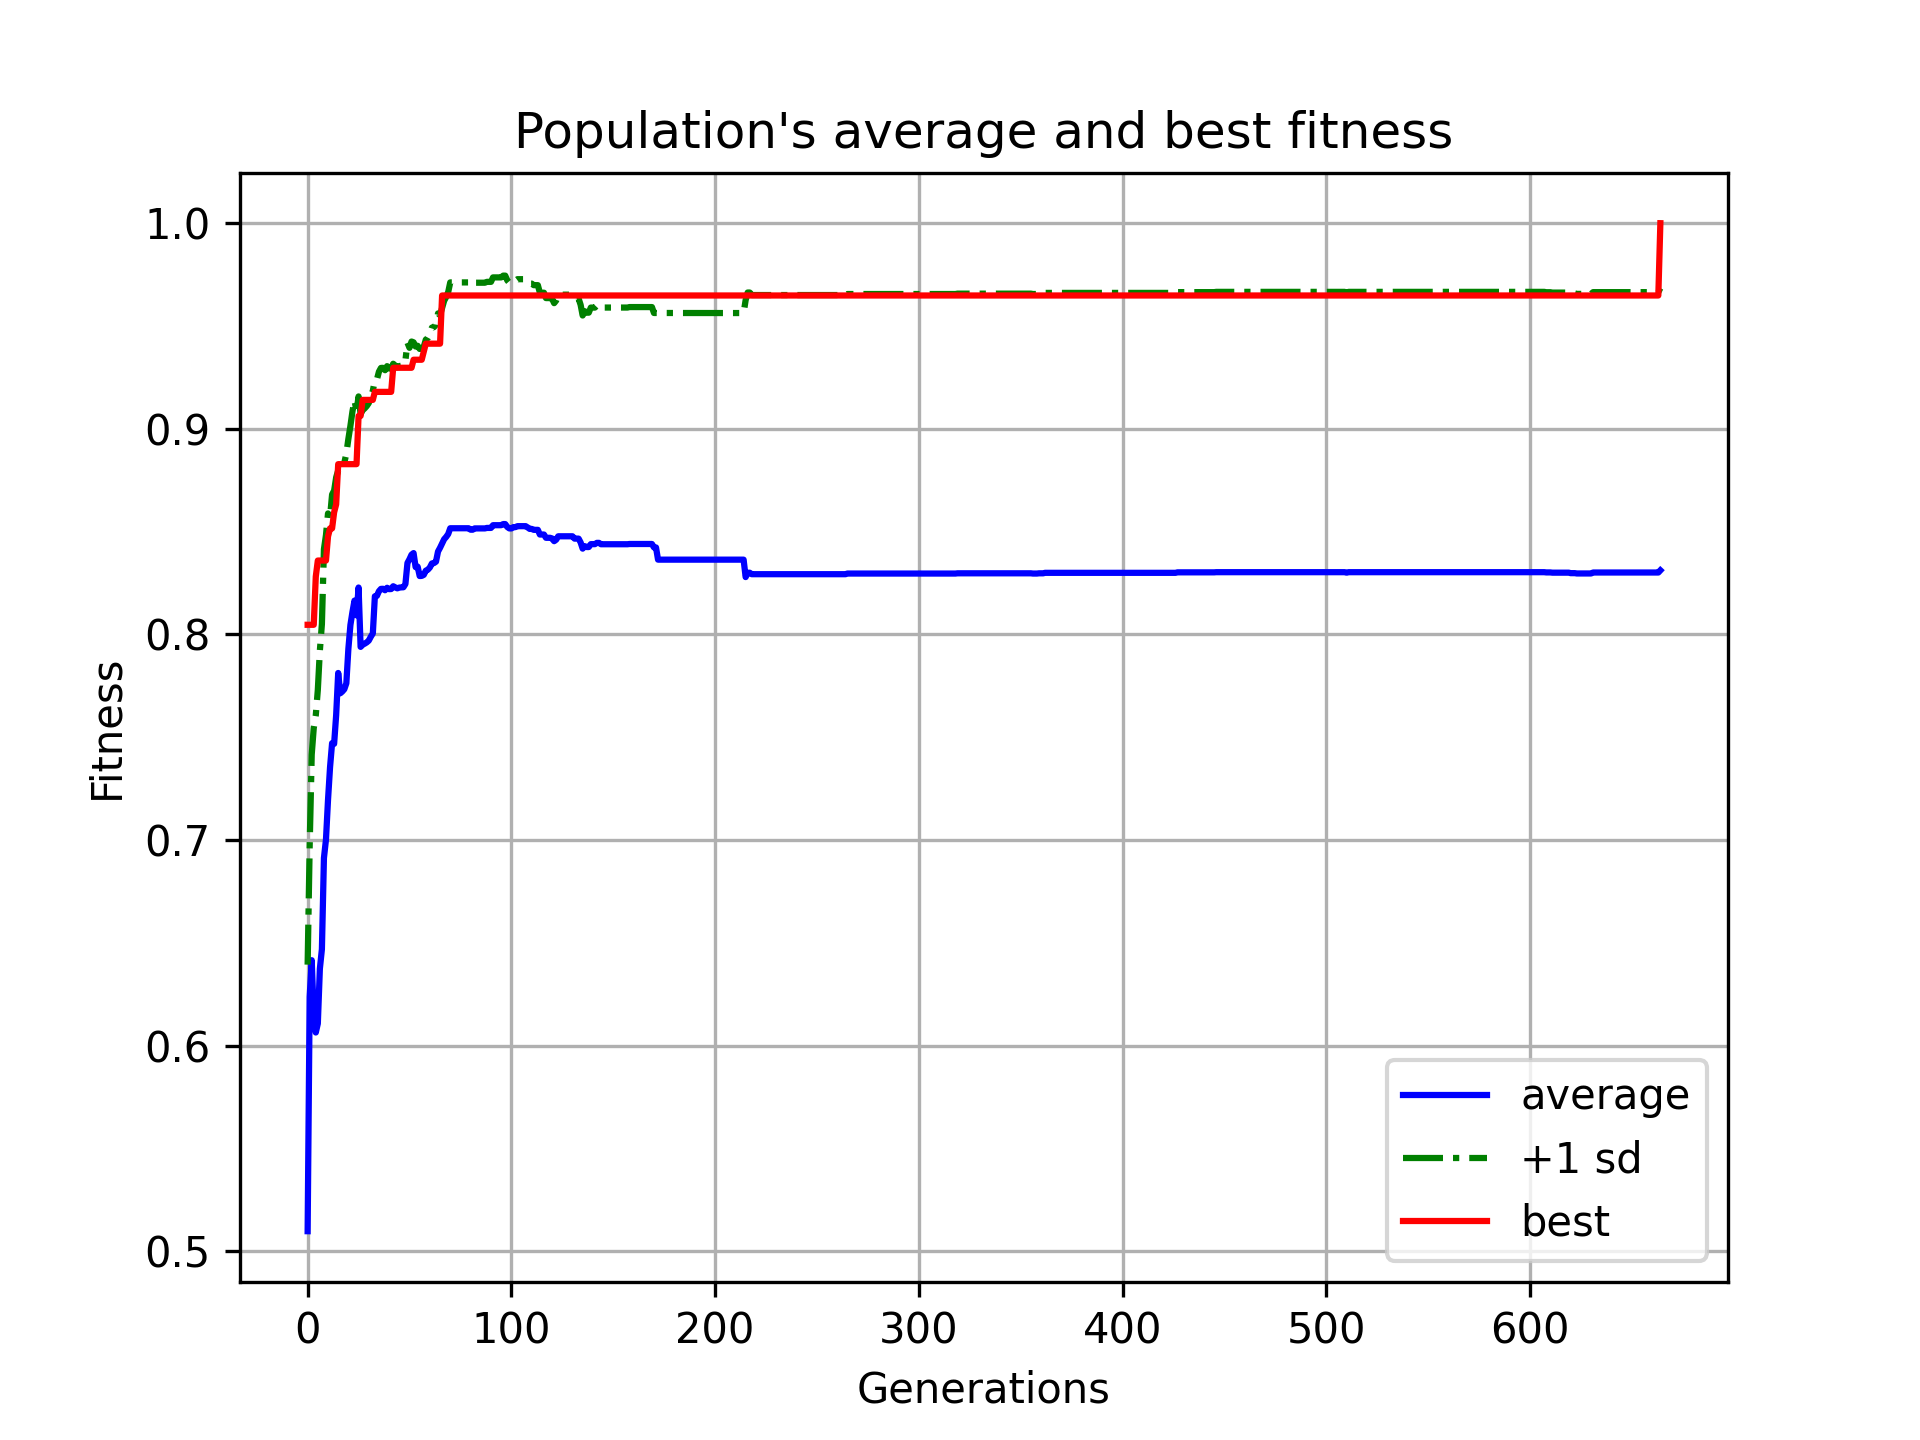 Population's average and best fitness
1.0
0.9
0.8
0.7
0.6
0.5
Fitness
0 100 200 300 400 500 600
Generations
average
+1 sd
best